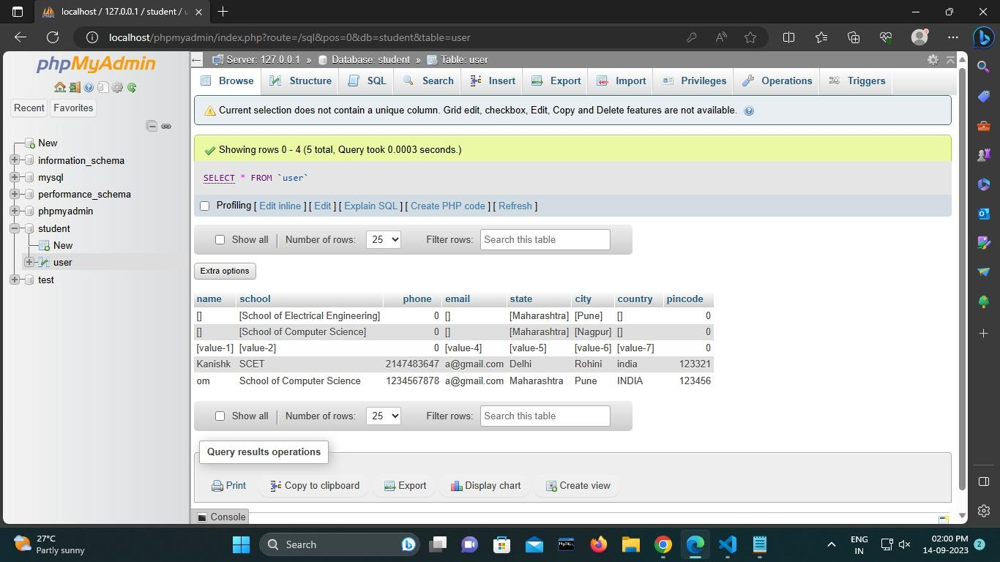 localhost / 127.0.0.1 / student / u
localhost/phpmyadmin/index.php?route=/sql&pos=0&db=student&table=user
phpMyAdmin
Recent Favorites
New
information_schema
mysql
performance_schema
phpmyadmin
student
New
user
test
Server: 127.0.0.1 » Database: student » Table: user
Browse Structure SQL Search Insert Export Import Privileges Operations Triggers
Current selection does not contain a unique column. Grid edit, checkbox, Edit, Copy and Delete features are not available.
Showing rows 0 - 4 (5 total, Query took 0.0003 seconds.)
SELECT * FROM `user`
Profiling [ Edit inline ] [ Edit ] [ Explain SQL ] [ Create PHP code ] [ Refresh ]
Show all | Number of rows: 25 Filter rows: Search this table
Extra options
name school phone email state city country pincode
[] [School of Electrical Engineering] 0 [] [Maharashtra] [Pune] [] 0
[] [School of Computer Science] 0 [] [Maharashtra] [Nagpur] [] 0
[value-1] [value-2] 0 [value-4] [value-5] [value-6] [value-7] 0
Kanishk SCET 2147483647 a@gmail.com Delhi Rohini india 123321
om School of Computer Science 1234567878 a@gmail.com Maharashtra Pune INDIA 123456
Show all | Number of rows: 25 Filter rows: Search this table
Query results operations
Print Copy to clipboard Export Display chart Create view
Console
27°C
Partly sunny
Search
ENG
IN
02:00 PM
14-09-2023
2